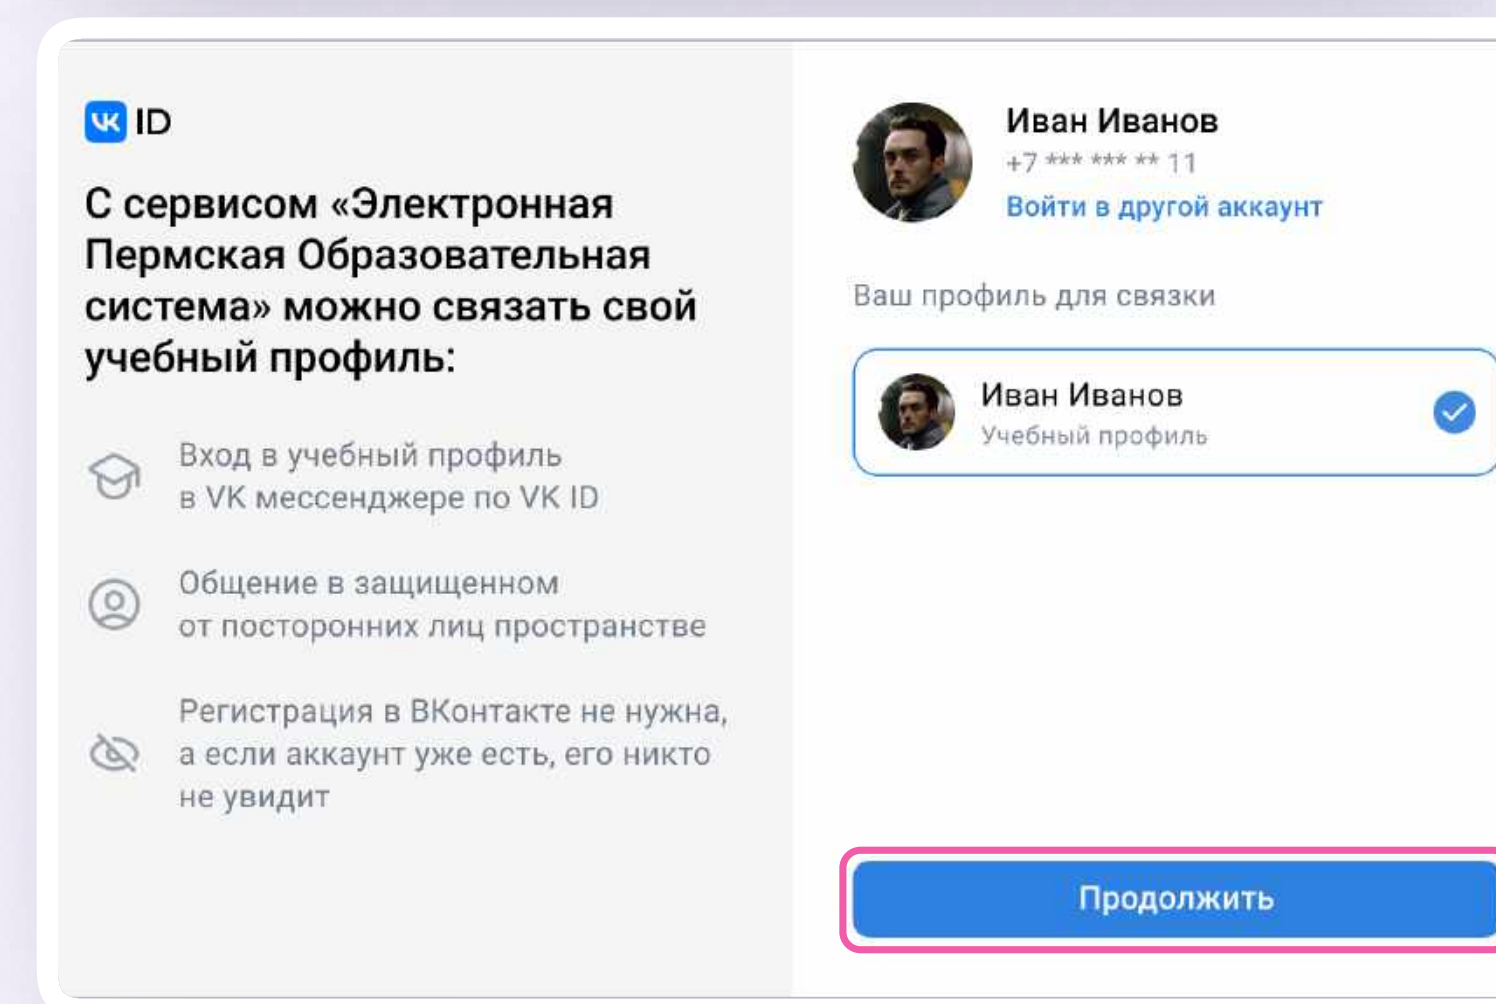 VK ID
С сервисом «Электронная
Пермская Образовательная
система» можно связать свой
учебный профиль:
Вход в учебный профиль
в VK мессенджере по VK ID
Общение в защищенном
от посторонних лиц пространстве
Регистрация в ВКонтакте не нужна,
а если аккаунт уже есть, его никто
не увидит
Иван Иванов
+7 *** *** ** 11
Войти в другой аккаунт
Ваш профиль для связки
Иван Иванов
Учебный профиль
Продолжить